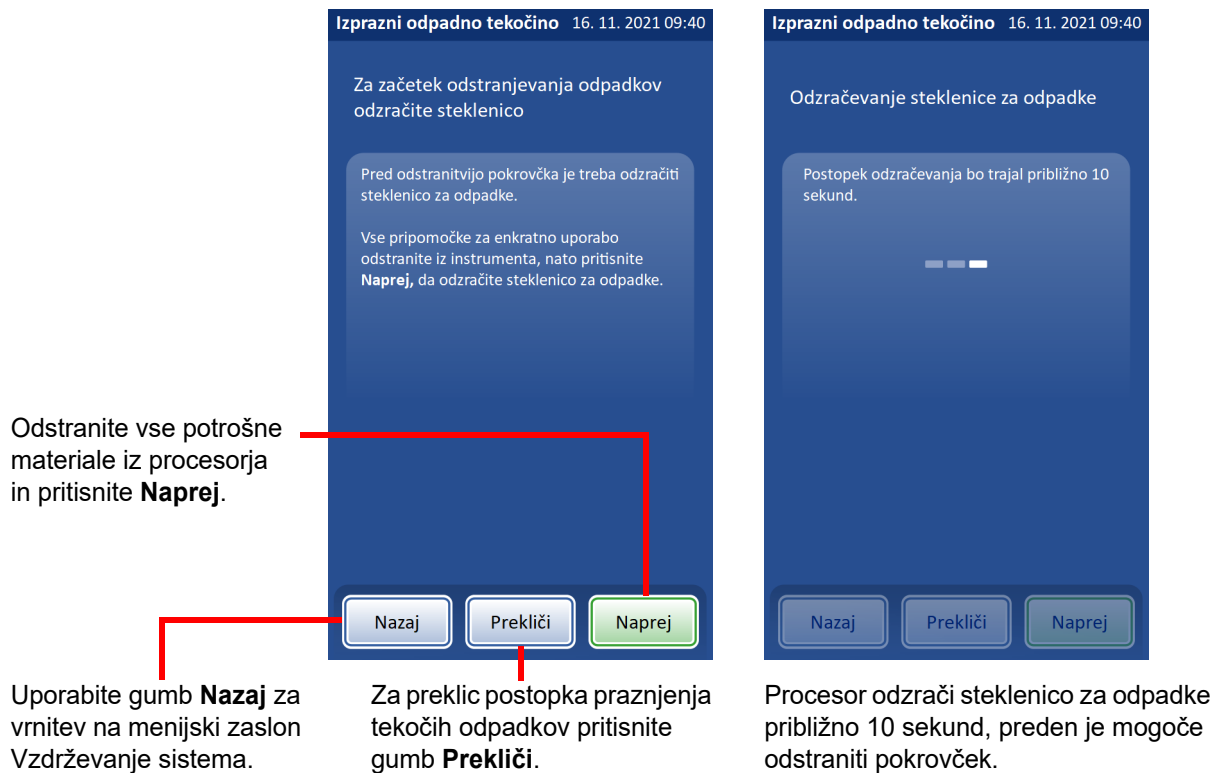 Izprazni odpadno tekočino 16. 11. 2021 09:40
Za začetek odstranjevanja odpadkov
odzračite steklenico
Pred odstranitvijo pokrovčka je treba odzračiti
steklenico za odpadke.
Vse pripomočke za enkratno uporabo
odstranite iz instrumenta, nato pritisnite
Naprej, da odzračite steklenico za odpadke.
Nazaj
Prekliči
Naprej
Izprazni odpadno tekočino 16. 11. 2021 09:40
Odzračevanje steklenice za odpadke
Postopek odzračevanja bo trajal približno 10
sekund.
Nazaj
Prekliči
Naprej
Odstranite vse potrošne
materiale iz procesorja
in pritisnite Naprej.
Uporabite gumb Nazaj za
vrnitev na menijski zaslon
Vzdrževanje sistema.
Za preklic postopka praznjenja
tekočih odpadkov pritisnite
gumb Prekliči.
Procesor odzrači steklenico za odpadke
približno 10 sekund, preden je mogoče
odstraniti pokrovček.